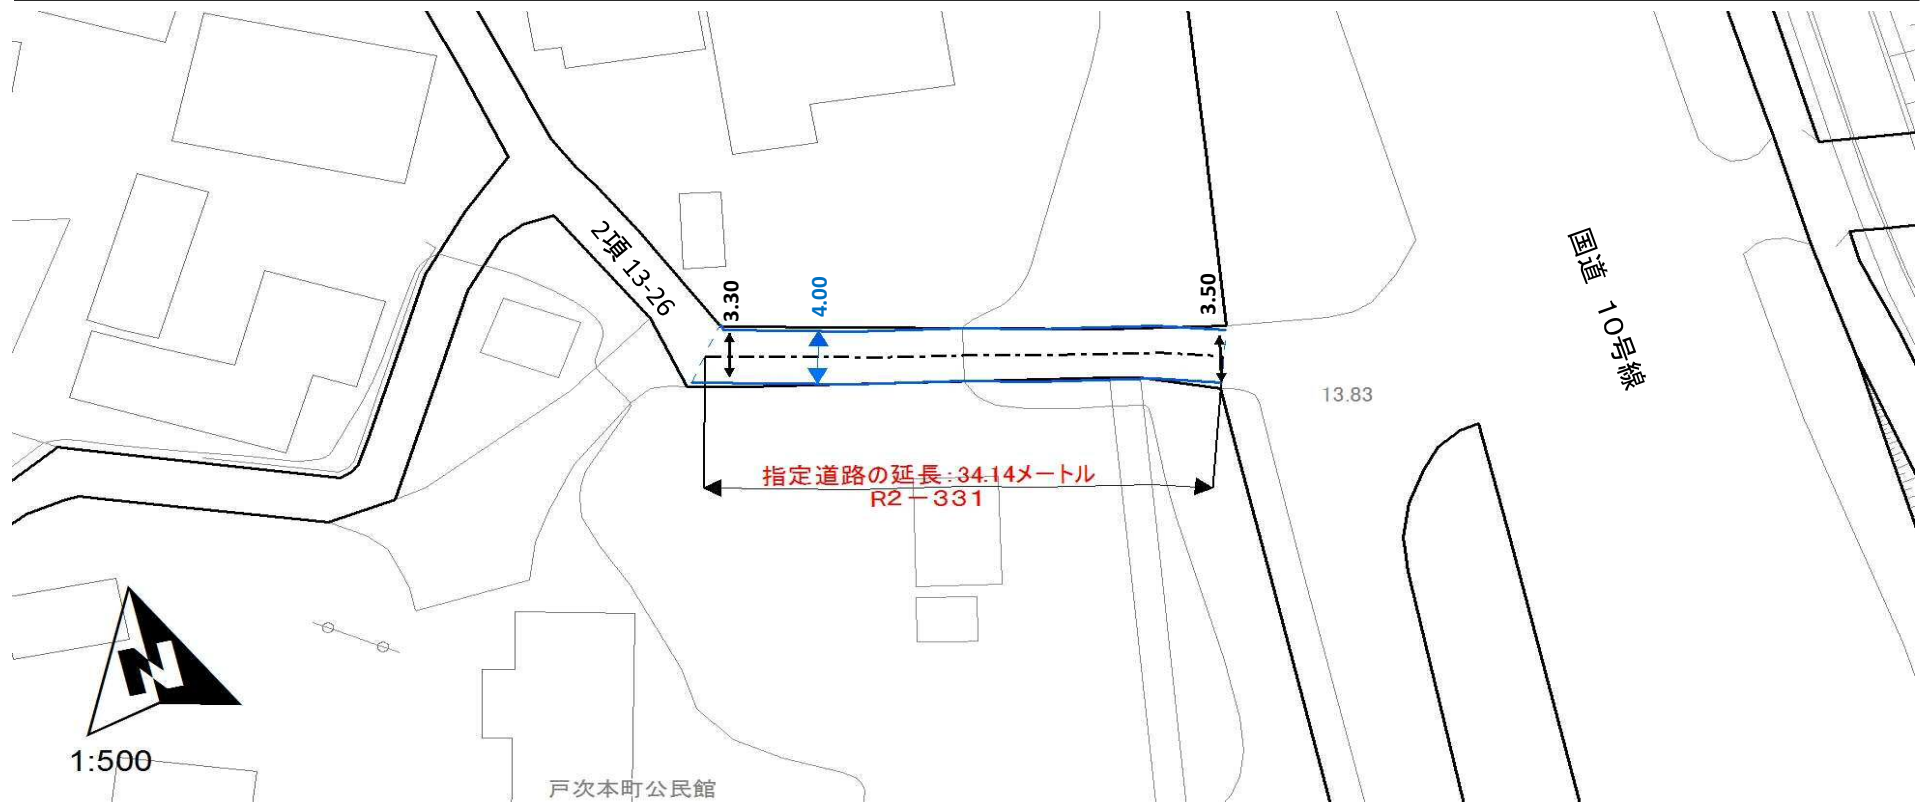 2項 13-26
3.30
4.00
3.50
国道 10号線
13.83
指定道路の延長:34.14メートル
R2-331
N
1:500
戸次本町公民館